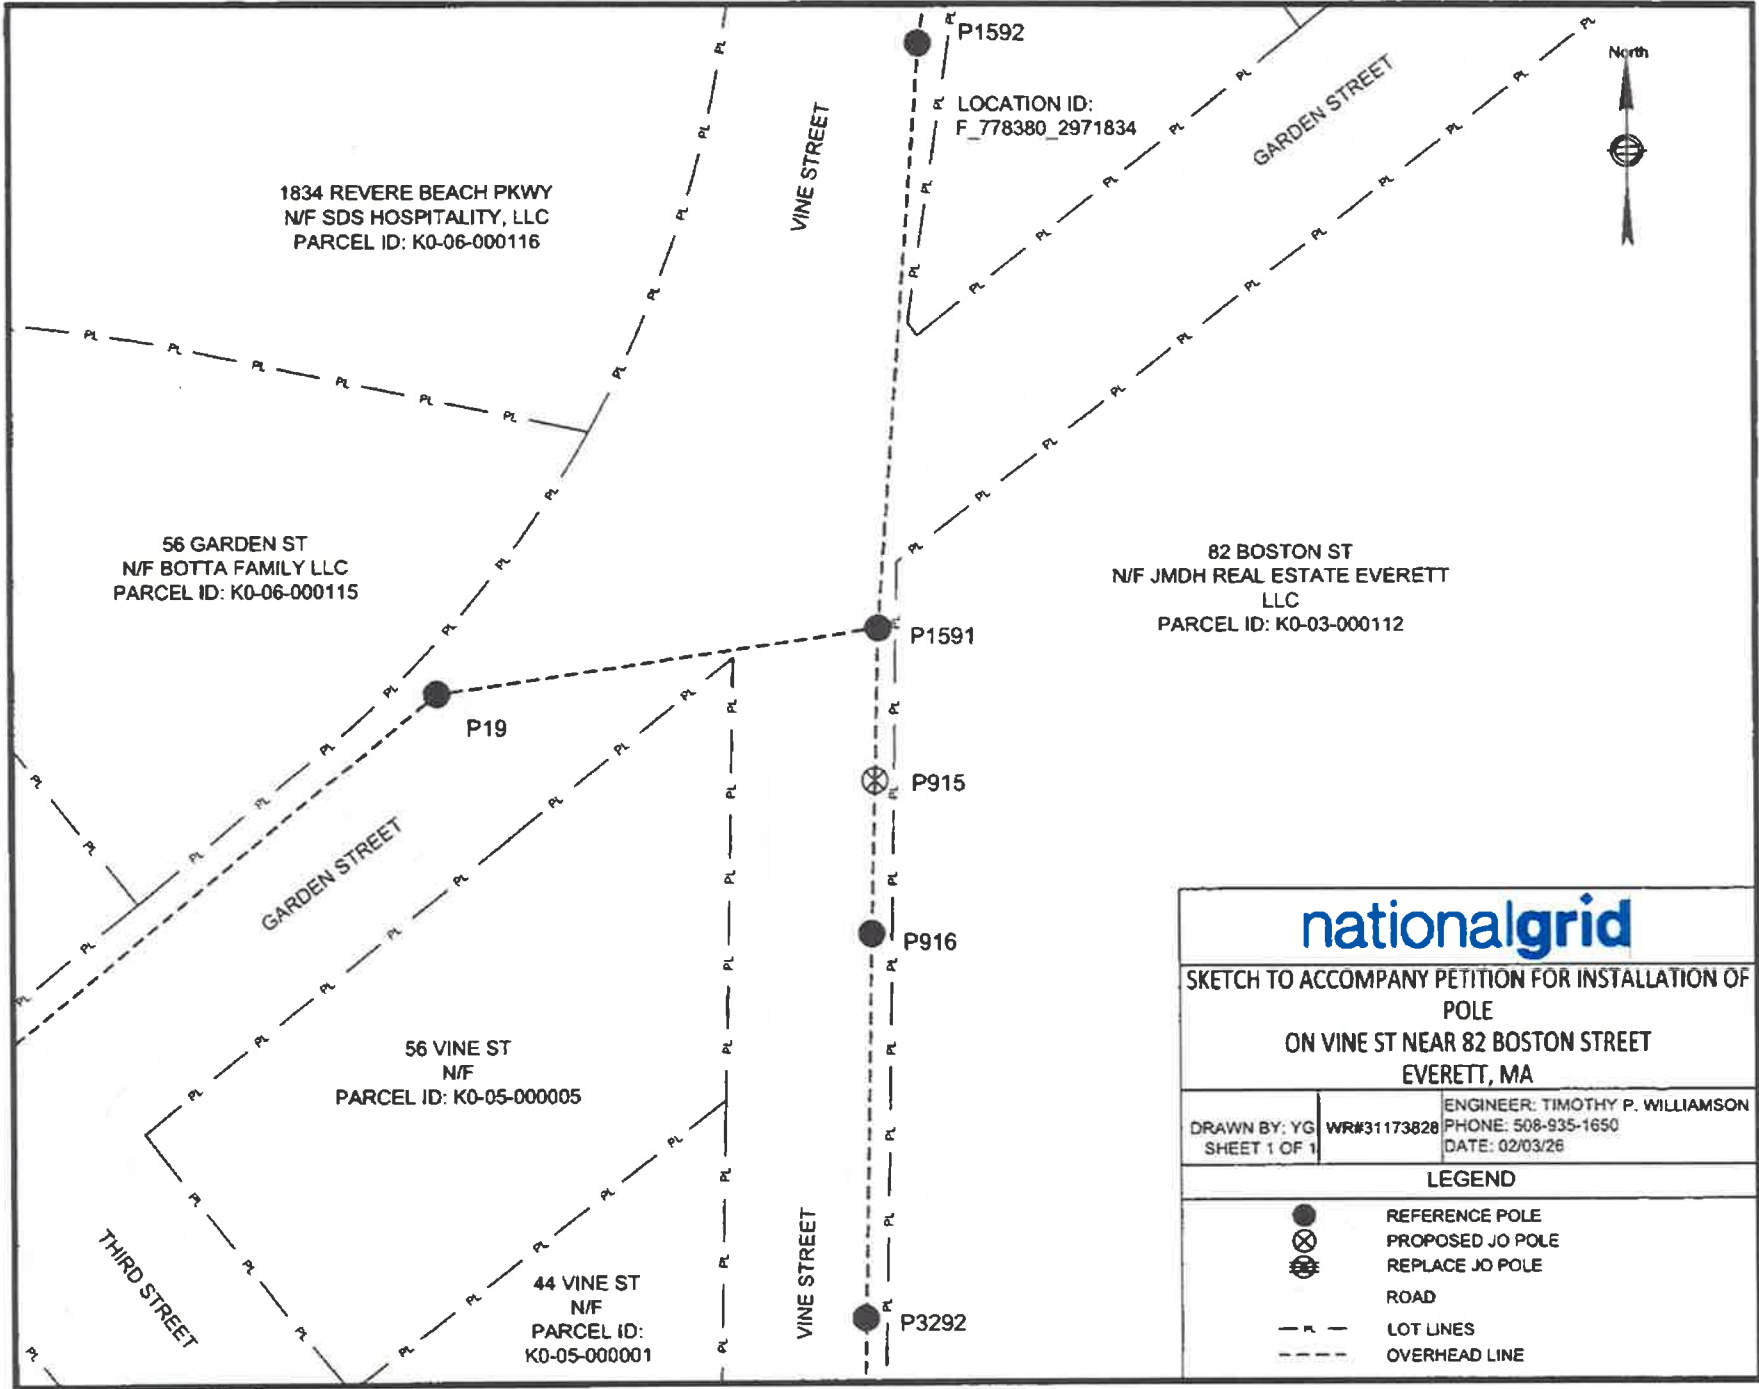 P1592
North
LOCATION ID:
F_778380_2971834
GARDEN STREET
VINE STREET
1834 REVERE BEACH PKWY
N/F SDS HOSPITALITY, LLC
PARCEL ID: K0-06-000116
56 GARDEN ST
N/F BOTTA FAMILY LLC
PARCEL ID: K0-06-000115
82 BOSTON ST
N/F JMDH REAL ESTATE EVERETT
LLC
PARCEL ID: K0-03-000112
P1591
P19
P915
GARDEN STREET
P916
56 VINE ST
N/F
PARCEL ID: K0-05-000005
THIRD STREET
44 VINE ST
N/F
PARCEL ID:
K0-05-000001
VINE STREET
P3292
nationalgrid
SKETCH TO ACCOMPANY PETITION FOR INSTALLATION OF
POLE
ON VINE ST NEAR 82 BOSTON STREET
EVERETT, MA
DRAWN BY: YG
SHEET 1 OF 1
WR#31173828
ENGINEER: TIMOTHY P. WILLIAMSON
PHONE: 508-935-1650
DATE: 02/03/26
LEGEND
REFERENCE POLE
PROPOSED JO POLE
REPLACE JO POLE
ROAD
PL LOT LINES
OVERHEAD LINE